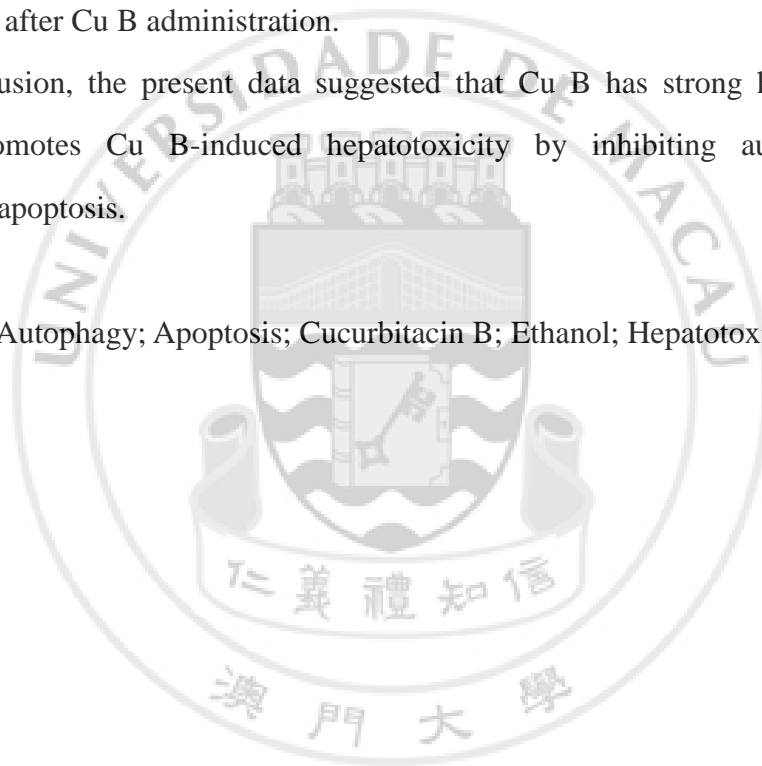 after Cu B administration.
usion, the present data suggested that Cu B has strong
omotes Cu B-induced hepatotoxicity by inhibiting au
apoptosis.
Autophagy; Apoptosis; Cucurbitacin B; Ethanol; Hepatotox
UNIVERSIDADE DE MACAU
仁義禮知信
澳門大學